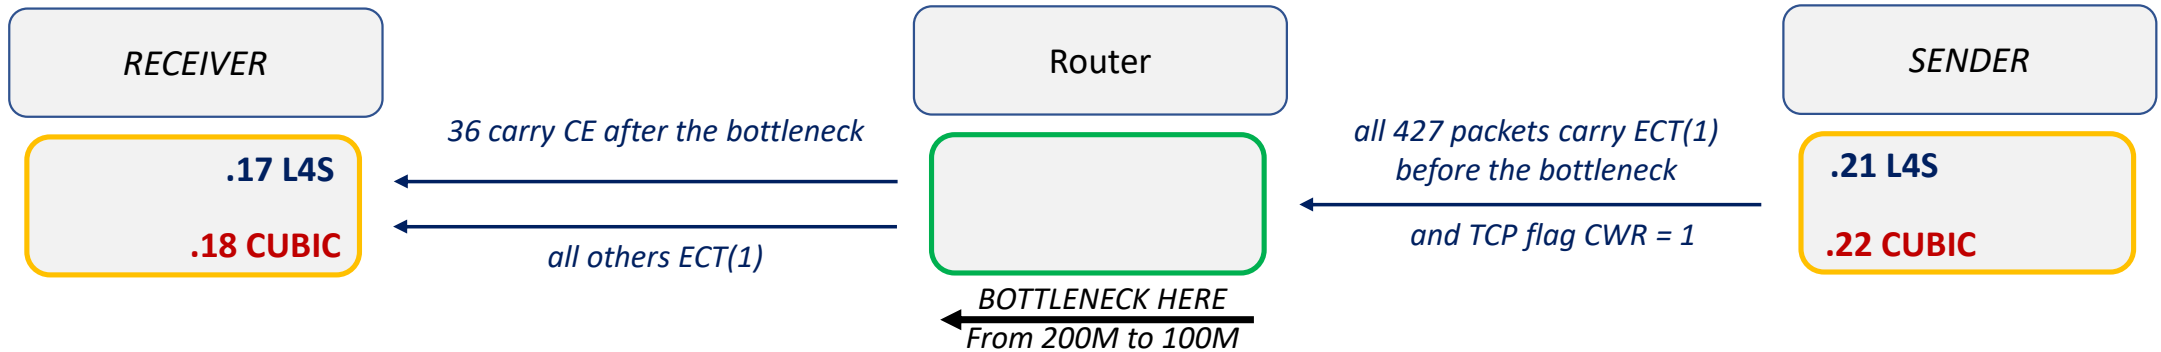 RECEIVER
Router
SENDER
36 carry CE after the bottleneck
all 427 packets carry ECT(1)
before the bottleneck
.17 L4S
.21 L4S
and TCP flag CWR = 1
.18 CUBIC
all others ECT(1)
.22 CUBIC
BOTTLENECK HERE
From 200M to 100M